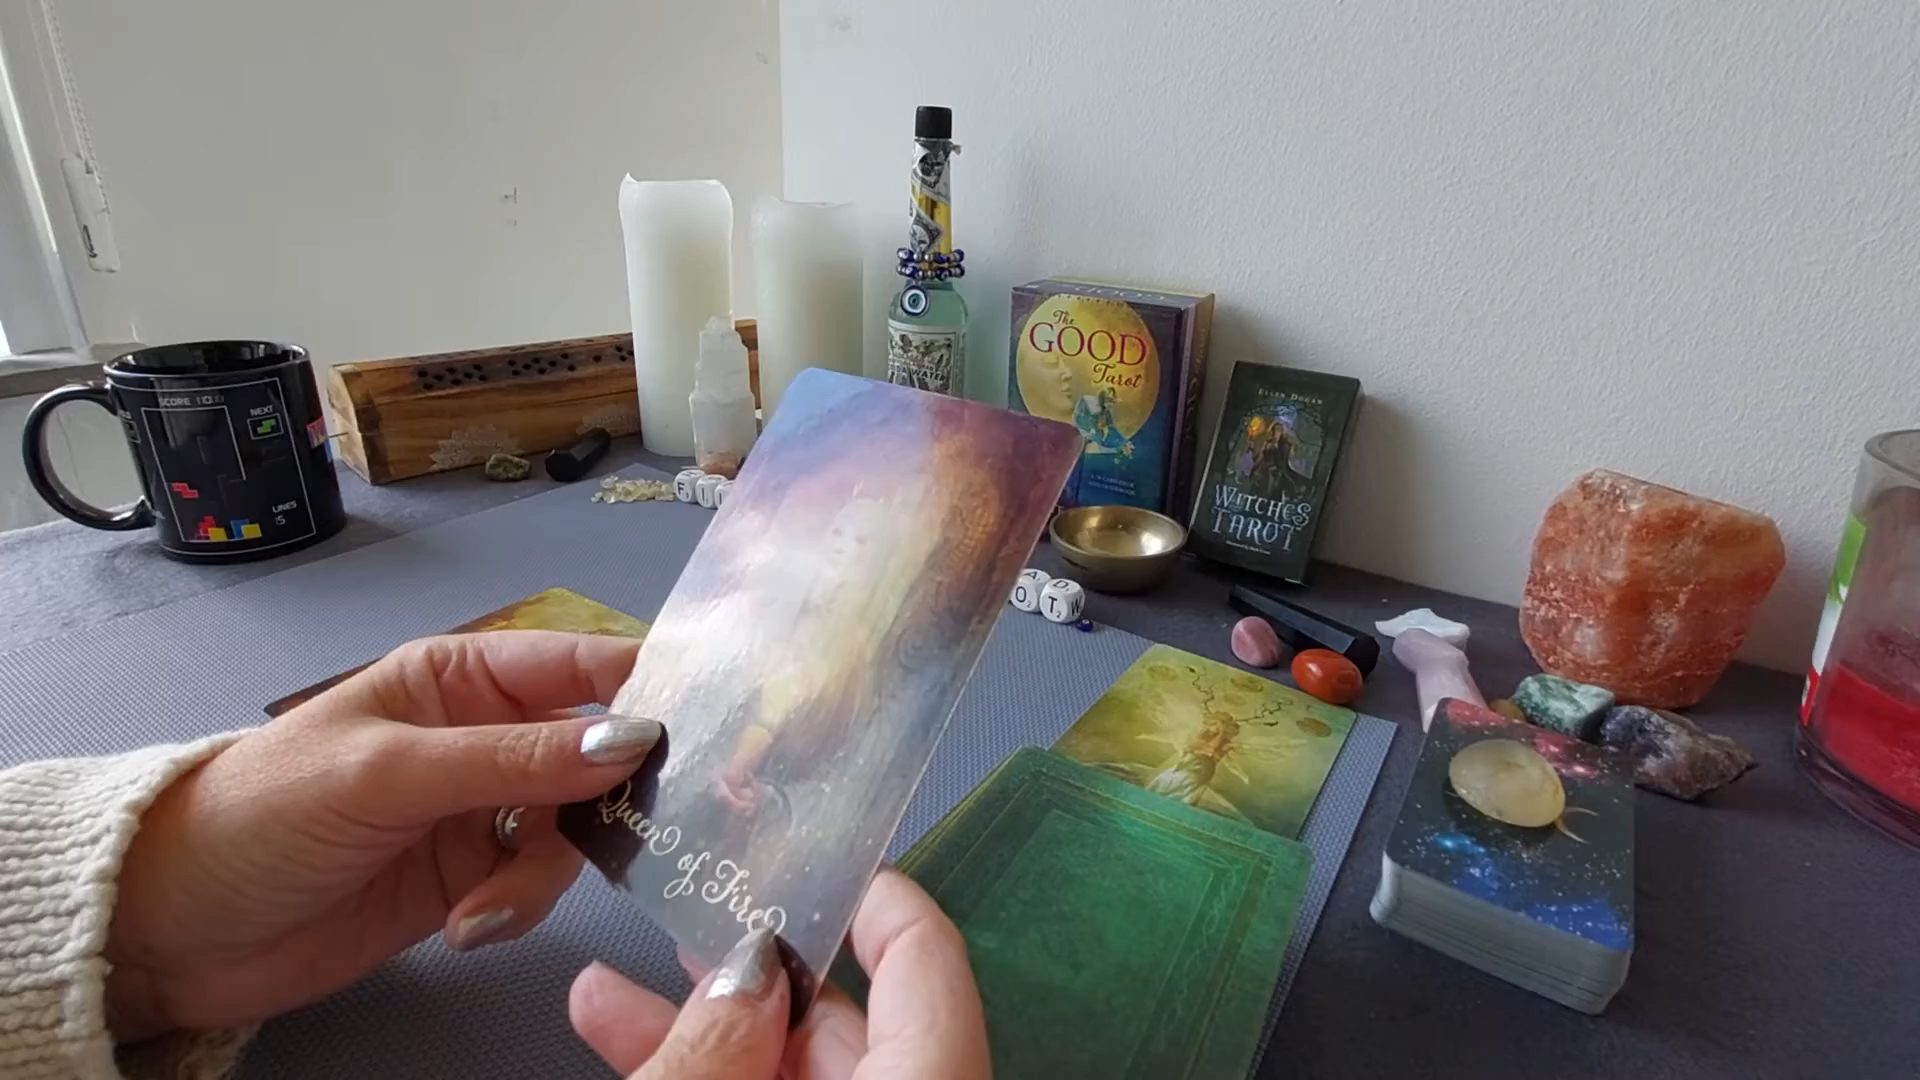 SCORE
NEXT
LINES
The
GOOD
Tarot
ELLEN DUGAN
WITCHES
TAROT
F I
A D
O T W
Queen of Fire